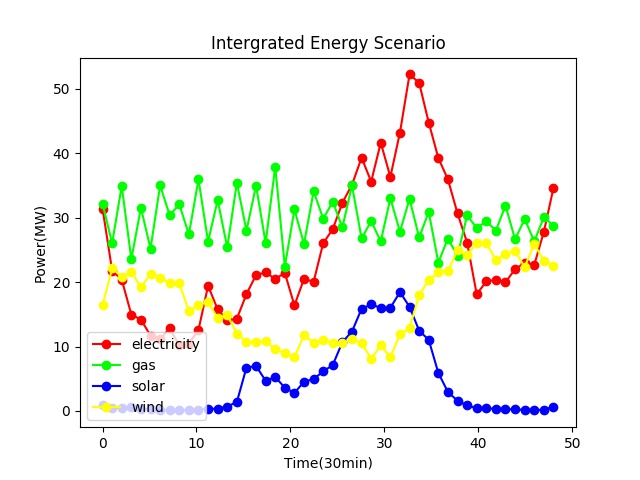 Intergrated Energy Scenario
Power(MW)
50
40
30
20
10
0
electricity
gas
solar
wind
0 10 20 30 40 50
Time(30min)